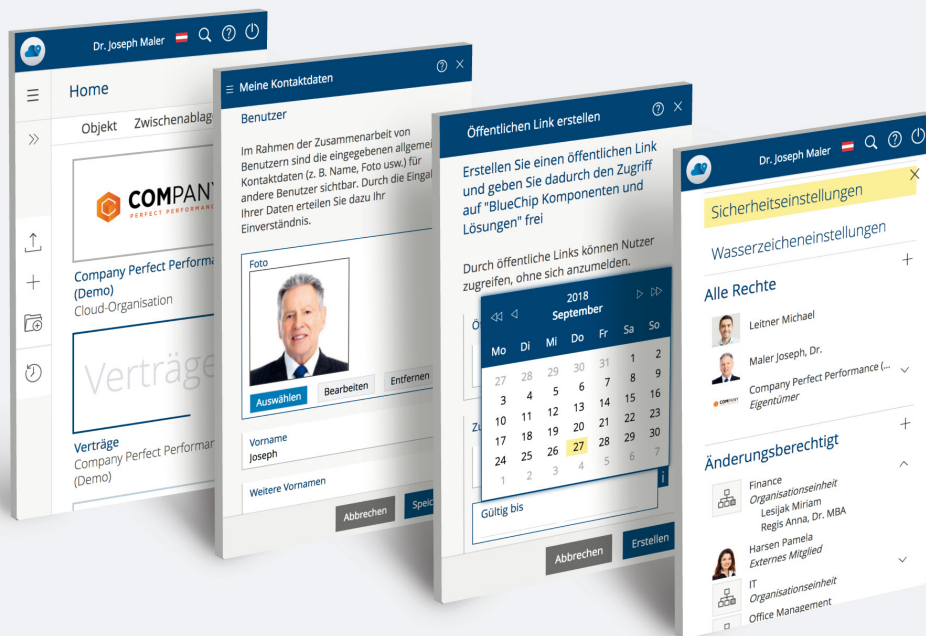 Dr. Joseph Maler
Home
Objekt Zwischenablage
COMPANY
PERFECT PERFORMANCE
Company Perfect Performa
(Demo)
Cloud-Organisation
Verträge
Verträge
Company Perfect Performan
(Demo)
Meine Kontaktdaten
Benutzer
Im Rahmen der Zusammenarbeit von
Benutzern sind die eingegebenen allgemei
Kontaktdaten (z. B. Name, Foto usw.) für
andere Benutzer sichtbar. Durch die Eingal
Ihrer Daten erteilen Sie dazu Ihr
Einverständnis.
Foto
Auswählen Bearbeiten Entfernen
Vorname
Joseph
Weitere Vornamen
Abbrechen Speic
Öffentlichen Link erstellen
Erstellen Sie einen öffentlichen Link
und geben Sie dadurch den Zugriff
auf "BlueChip Komponenten und
Lösungen" frei
Durch öffentliche Links können Nutzer
zugreifen, ohne sich anzumelden.
2018
September
Mo Di Mi Do Fr Sa So
27 28 29 30 31 1 2
3 4 5 6 7 8 9
10 11 12 13 14 15 16
17 18 19 20 21 22 23
24 25 26 27 28 29 30
1 2 3 4 5 6 7
Gültig bis
Abbrechen Erstellen
Dr. Joseph Maler
Sicherheitseinstellungen
Wasserzeicheneinstellungen
Alle Rechte
Leitner Michael
Maler Joseph, Dr.
COMPANY
Company Perfect Performance (...
Eigentümer
Änderungsberechtigt
Finance
Organisationseinheit
Lesijak Miriam
Regis Anna, Dr. MBA
Harsen Pamela
Externes Mitglied
IT
Organisationseinheit
Office Management